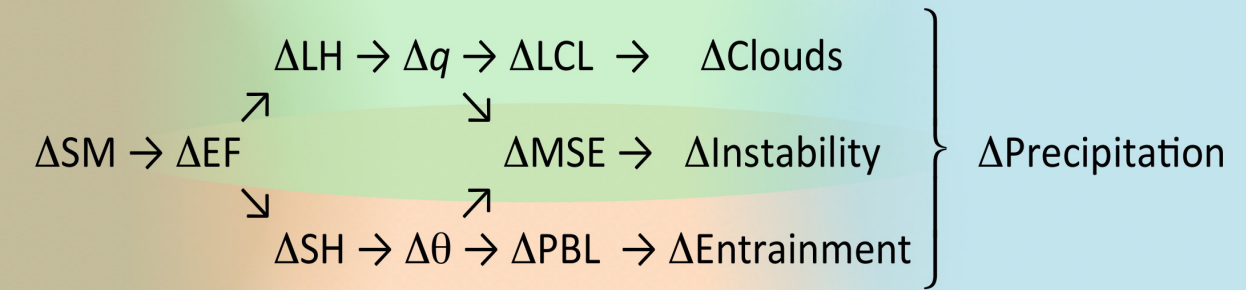 ΔLH → Δq → ΔLCL → ΔClouds
↗ ↘
ΔSM → ΔEF ΔMSE → ΔInstability ΔPrecipitation
↘ ↗
ΔSH → Δθ → ΔPBL → ΔEntrainment